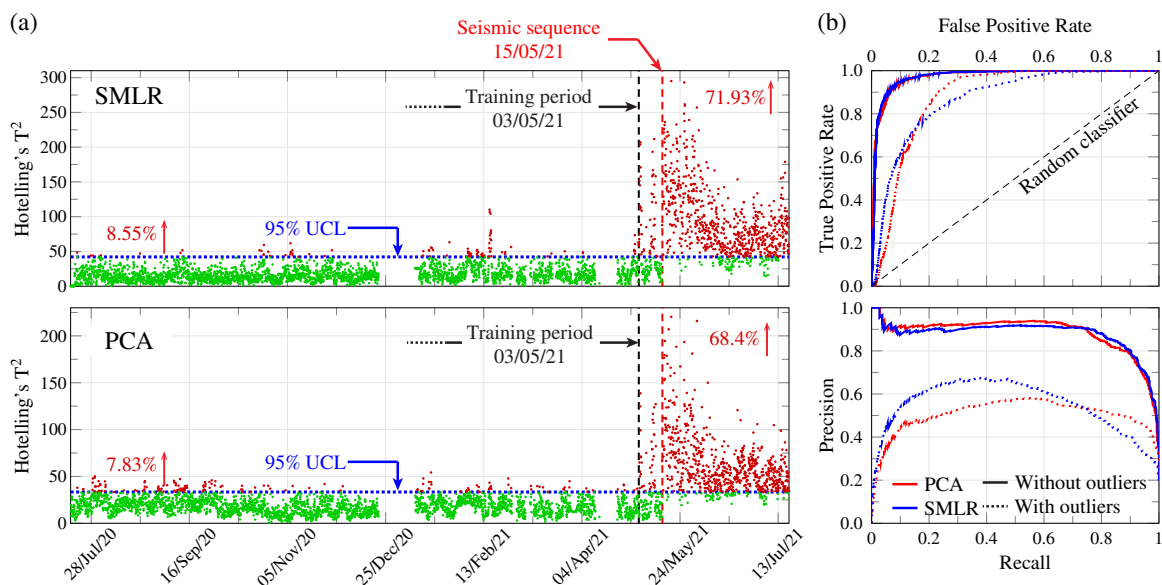 (a)
Seismic sequence
15/05/21
300
250
200
150
100
50
0
Hotelling's T²
SMLR
Training period
03/05/21
71.93%
8.55%
95% UCL
200
150
100
50
0
Hotelling's T²
PCA
Training period
03/05/21
68.4%
7.83%
95% UCL
28/Jul/20
16/Sep/20
05/Nov/20
25/Dec/20
13/Feb/21
04/Apr/21
24/May/21
13/Jul/21
(b)
False Positive Rate
0 0.2 0.4 0.6 0.8 1
1.0
0.8
0.6
0.4
0.2
0.0
True Positive Rate
Random classifier
1.0
0.8
0.6
0.4
0.2
0.0
Precision
PCA
SMLR
Without outliers
With outliers
0 0.2 0.4 0.6 0.8 1
Recall